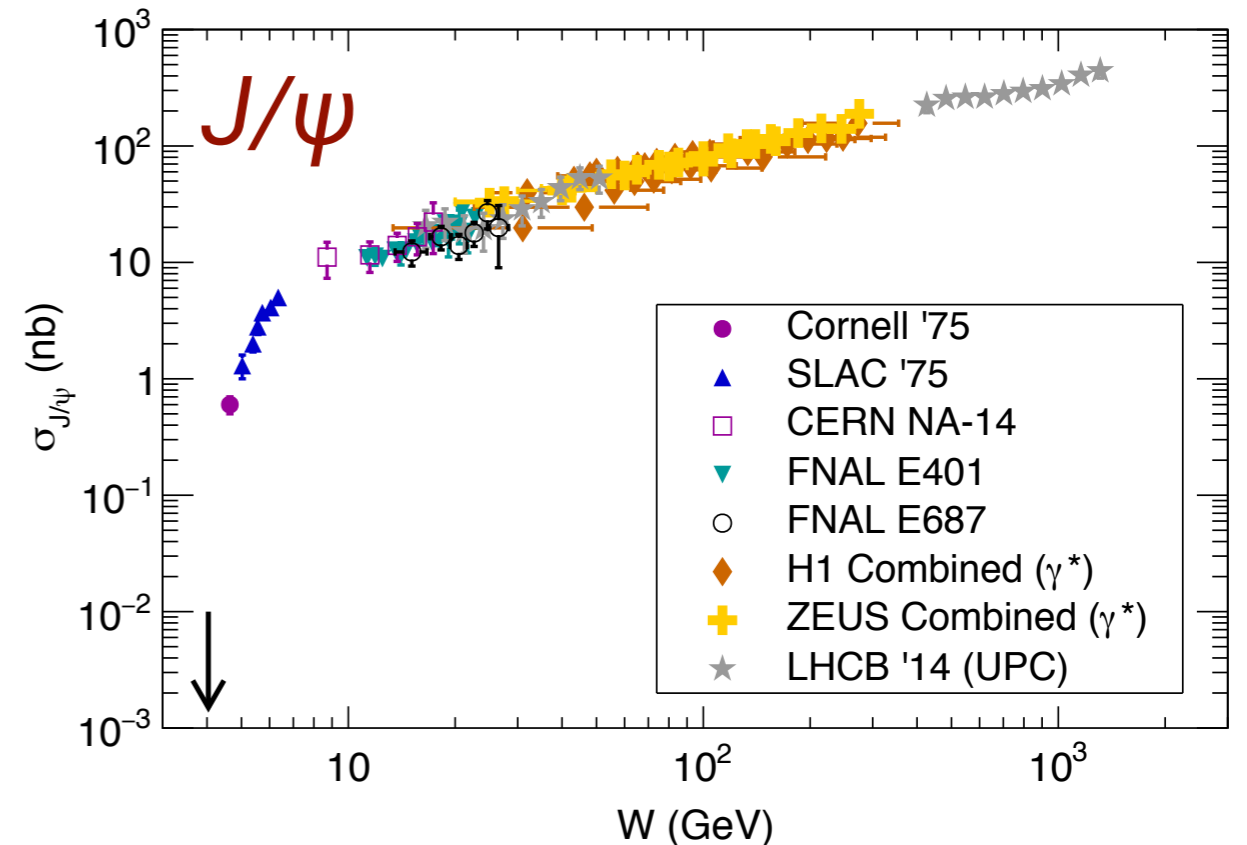 J/ψ
10³
10²
10
1
10⁻¹
10⁻²
10⁻³
σ_J/ψ (nb)
Cornell '75
SLAC '75
CERN NA-14
FNAL E401
FNAL E687
H1 Combined (γ*)
ZEUS Combined (γ*)
LHCB '14 (UPC)
10
10²
10³
W (GeV)